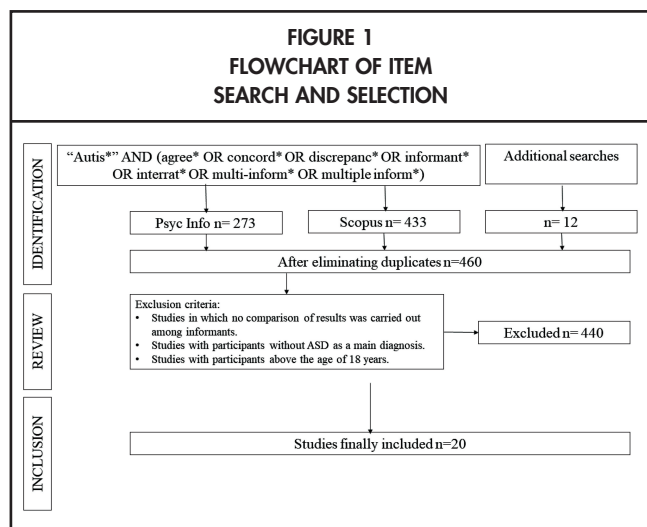 FIGURE 1
FLOWCHART OF ITEM
SEARCH AND SELECTION
IDENTIFICATION
“Autis*” AND (agree* OR concord* OR discrepanc* OR informant*
OR interrat* OR multi-inform* OR multiple inform*)
Additional searches
Psyc Info n= 273
Scopus n= 433
n= 12
After eliminating duplicates n=460
REVIEW
Exclusion criteria:
• Studies in which no comparison of results was carried out
among informants.
• Studies with participants without ASD as a main diagnosis.
• Studies with participants above the age of 18 years.
Excluded n= 440
INCLUSION
Studies finally included n=20